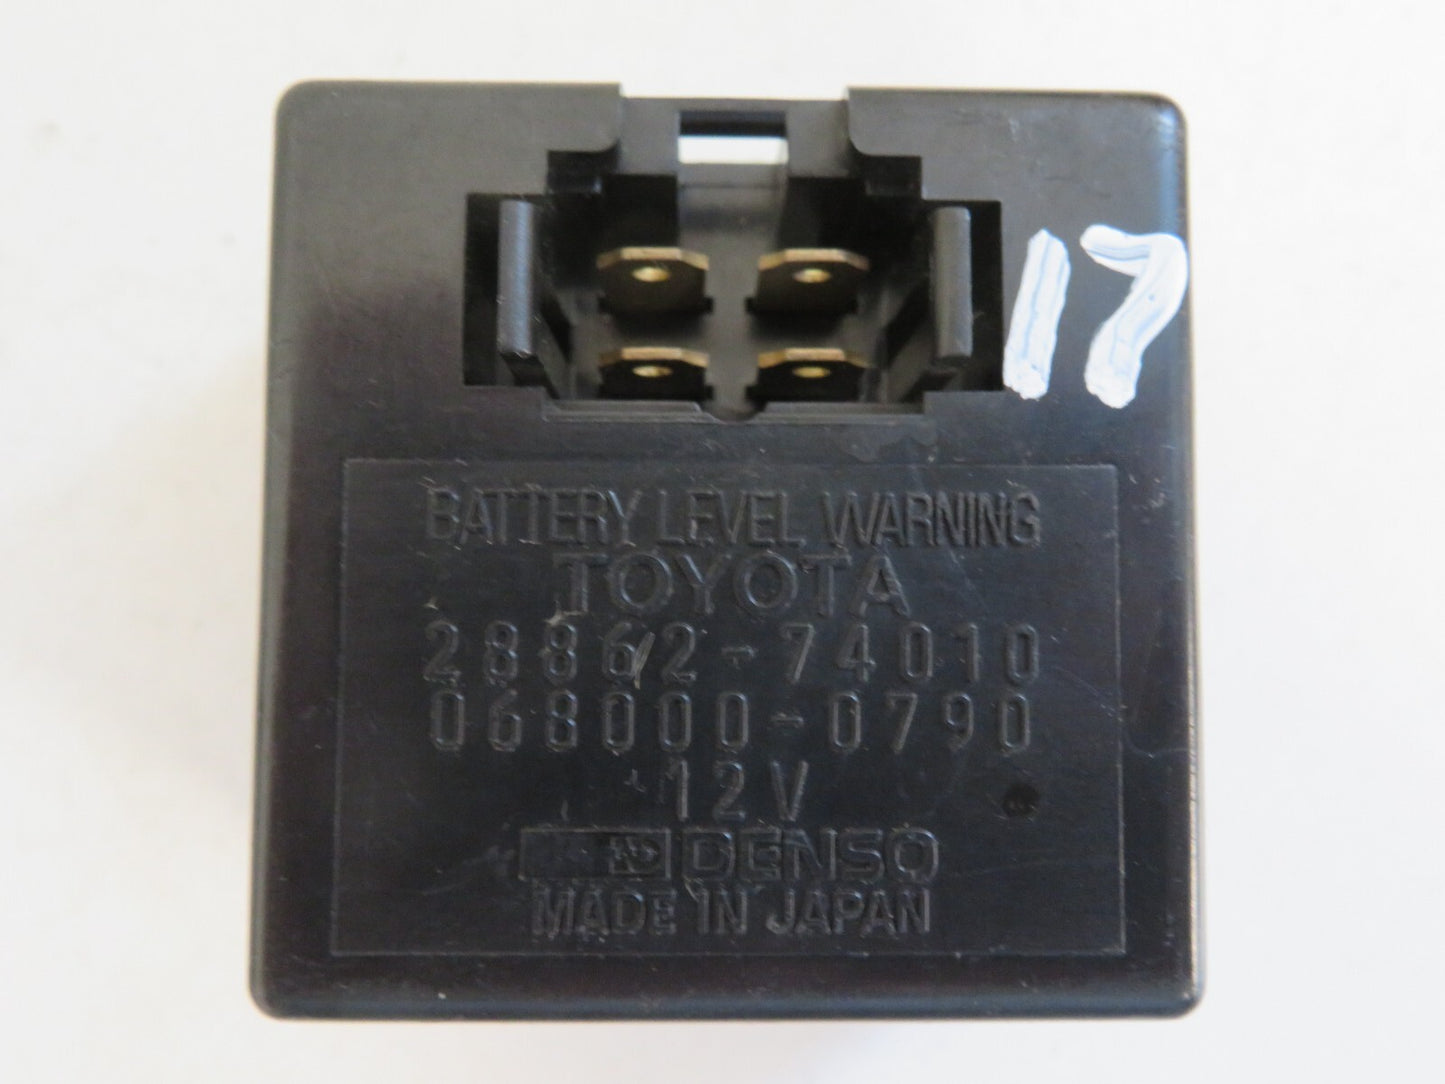 17
BATTERY LEVEL WARNING
TOYOTA
28862-74010
068000-0790
12V
DENSO
MADE IN JAPAN